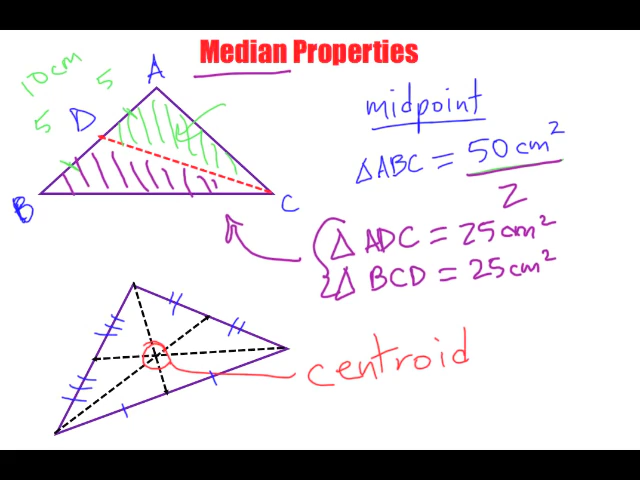 Median Properties
10cm
5
A
D
5
B
C
midpoint
△ABC = 50cm²
2
△ ADC = 25cm²
△ BCD = 25cm²
centroid